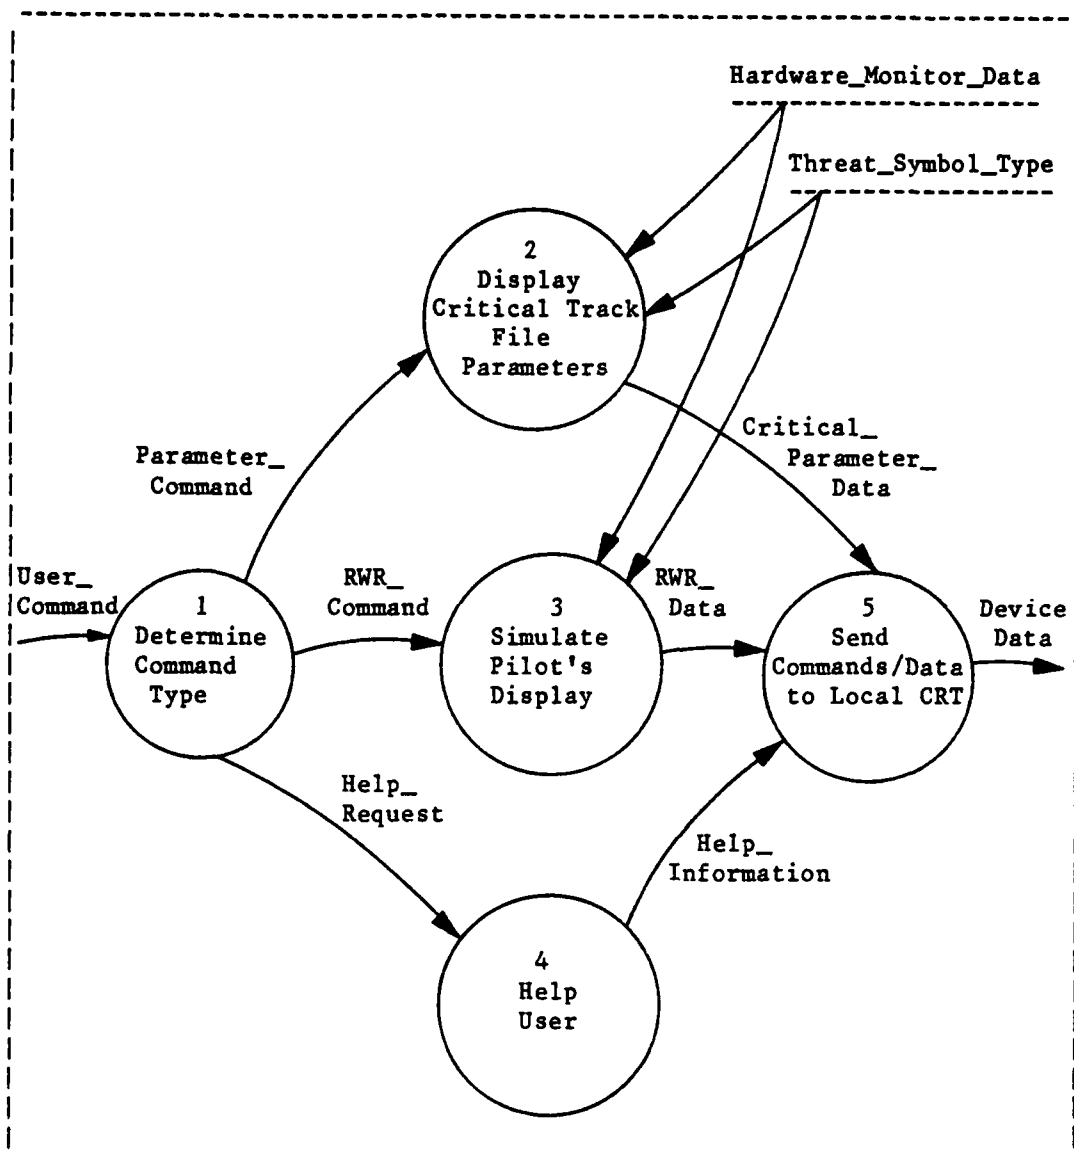 Hardware_Monitor_Data
Threat_Symbol_Type
2
Display
Critical Track
File
Parameters
Parameter_
Command
Critical_
Parameter_
Data
User_
Command
1
Determine
Command
Type
RWR_
Command
3
Simulate
Pilot's
Display
RWR_
Data
5
Send
Commands/Data
to Local CRT
Device
Data
Help_
Request
Help_
Information
4
Help
User